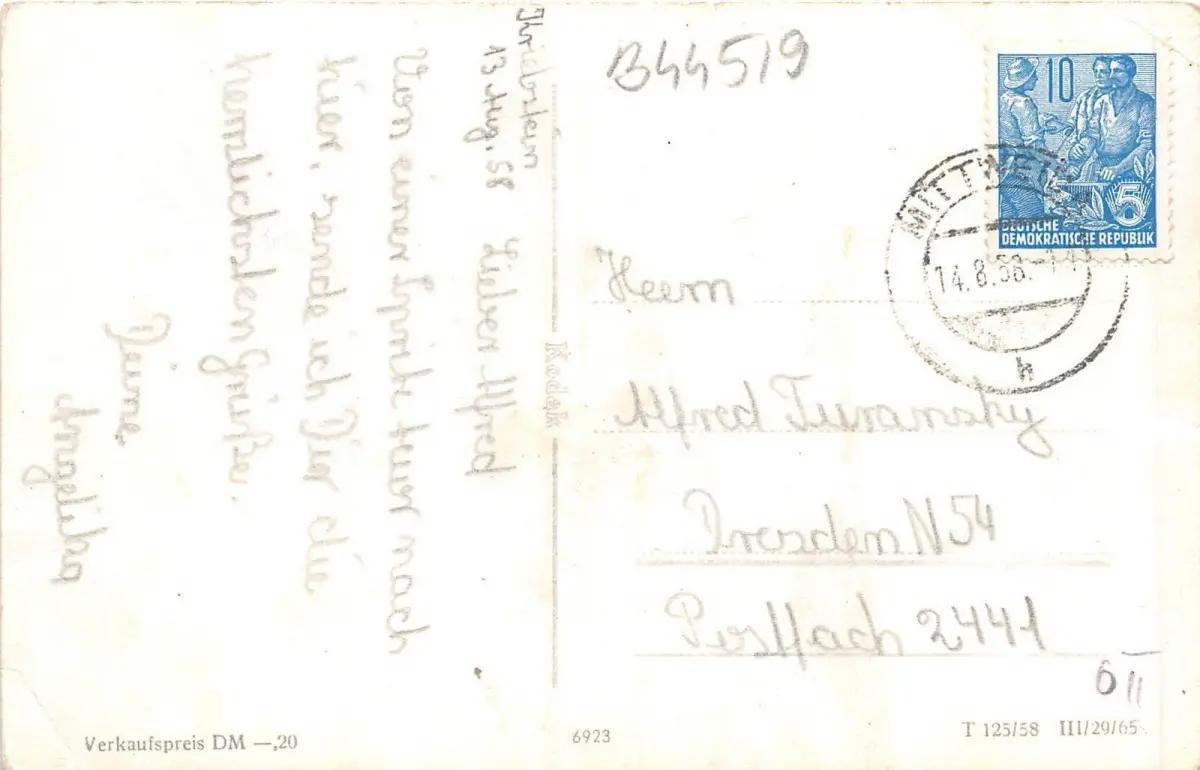 13. Aug. 58
Lieber Alfred
Von einer Spritztour nach
hier, sende ich Dir die
herzlichsten Grüße.
Deine
Angelika
Kodak
B44519
10
5
DEUTSCHE
DEMOKRATISCHE REPUBLIK
14.8.58.
h
Herrn
Alfred Turansky
Dresden N 54
Postfach 2441
6 II
Verkaufspreis DM —,20
6923
T 125/58 III/29/65